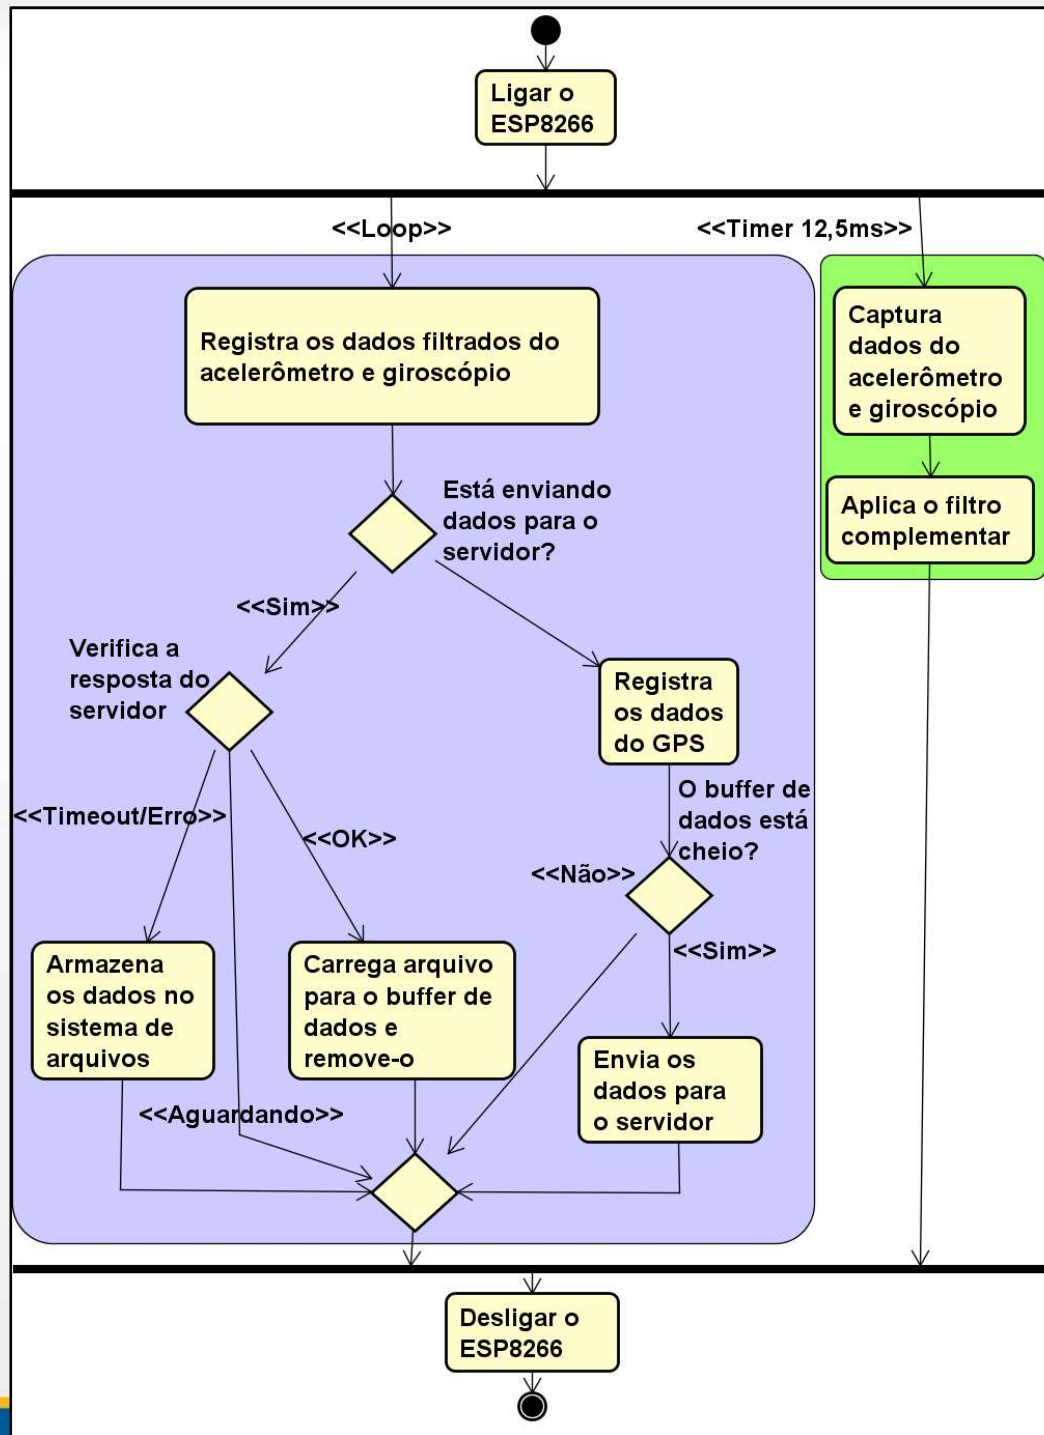 Ligar o
ESP8266
<<Loop>>
<<Timer 12,5ms>>
Registra os dados filtrados do
acelerômetro e giroscópio
Captura
dados do
acelerômetro
e giroscópio
Aplica o filtro
complementar
Está enviando
dados para o
servidor?
<<Sim>>
Verifica a
resposta do
servidor
Registra
os dados
do GPS
O buffer de
dados está
cheio?
<<Timeout/Erro>>
<<OK>>
<<Não>>
<<Sim>>
Armazena
os dados no
sistema de
arquivos
Carrega arquivo
para o buffer de
dados e
remove-o
Envia os
dados para
o servidor
<<Aguardando>>
Desligar o
ESP8266